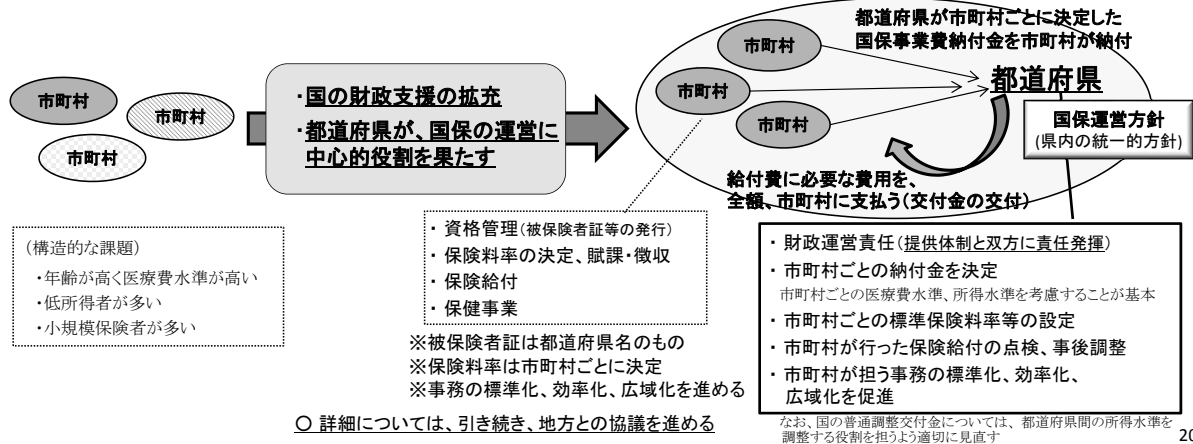 市町村
市町村
市町村
・国の財政支援の拡充
・都道府県が、国保の運営に
中心的役割を果たす
都道府県が市町村ごとに決定した
国保事業費納付金を市町村が納付
市町村
市町村
市町村
都道府県
国保運営方針
(県内の統一的方針)
給付費に必要な費用を、
全額、市町村に支払う(交付金の交付)
(構造的な課題)
・年齢が高く医療費水準が高い
・低所得者が多い
・小規模保険者が多い
・ 資格管理(被保険者証等の発行)
・ 保険料率の決定、賦課・徴収
・ 保険給付
・ 保健事業
※被保険者証は都道府県名のもの
※保険料率は市町村ごとに決定
※事務の標準化、効率化、広域化を進める
・ 財政運営責任(提供体制と双方に責任発揮)
・ 市町村ごとの納付金を決定
市町村ごとの医療費水準、所得水準を考慮することが基本
・ 市町村ごとの標準保険料率等の設定
・ 市町村が行った保険給付の点検、事後調整
・ 市町村が担う事務の標準化、効率化、
広域化を促進
○ 詳細については、引き続き、地方との協議を進める
なお、国の普通調整交付金については、都道府県間の所得水準を
調整する役割を担うよう適切に見直す
20